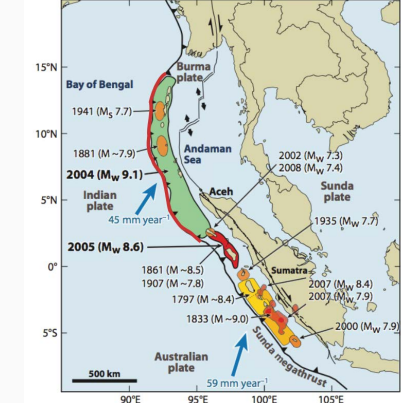 15°N
10°N
5°N
0°
5°S
90°E
95°E
100°E
105°E
Burma
plate
Bay of Bengal
1941 (Ms 7.7)
1881 (M ~7.9)
Andaman
Sea
2004 (Mw 9.1)
Indian
plate
45 mm year⁻¹
2002 (Mw 7.3)
2008 (Mw 7.4)
Aceh
Sunda
plate
1935 (Mw 7.7)
2005 (Mw 8.6)
1861 (M ~8.5)
1907 (M ~7.8)
Sumatra
2007 (Mw 8.4)
2007 (Mw 7.9)
1797 (M ~8.4)
1833 (M ~9.0)
2000 (Mw 7.9)
Sunda megathrust
Australian
plate
500 km
59 mm year⁻¹